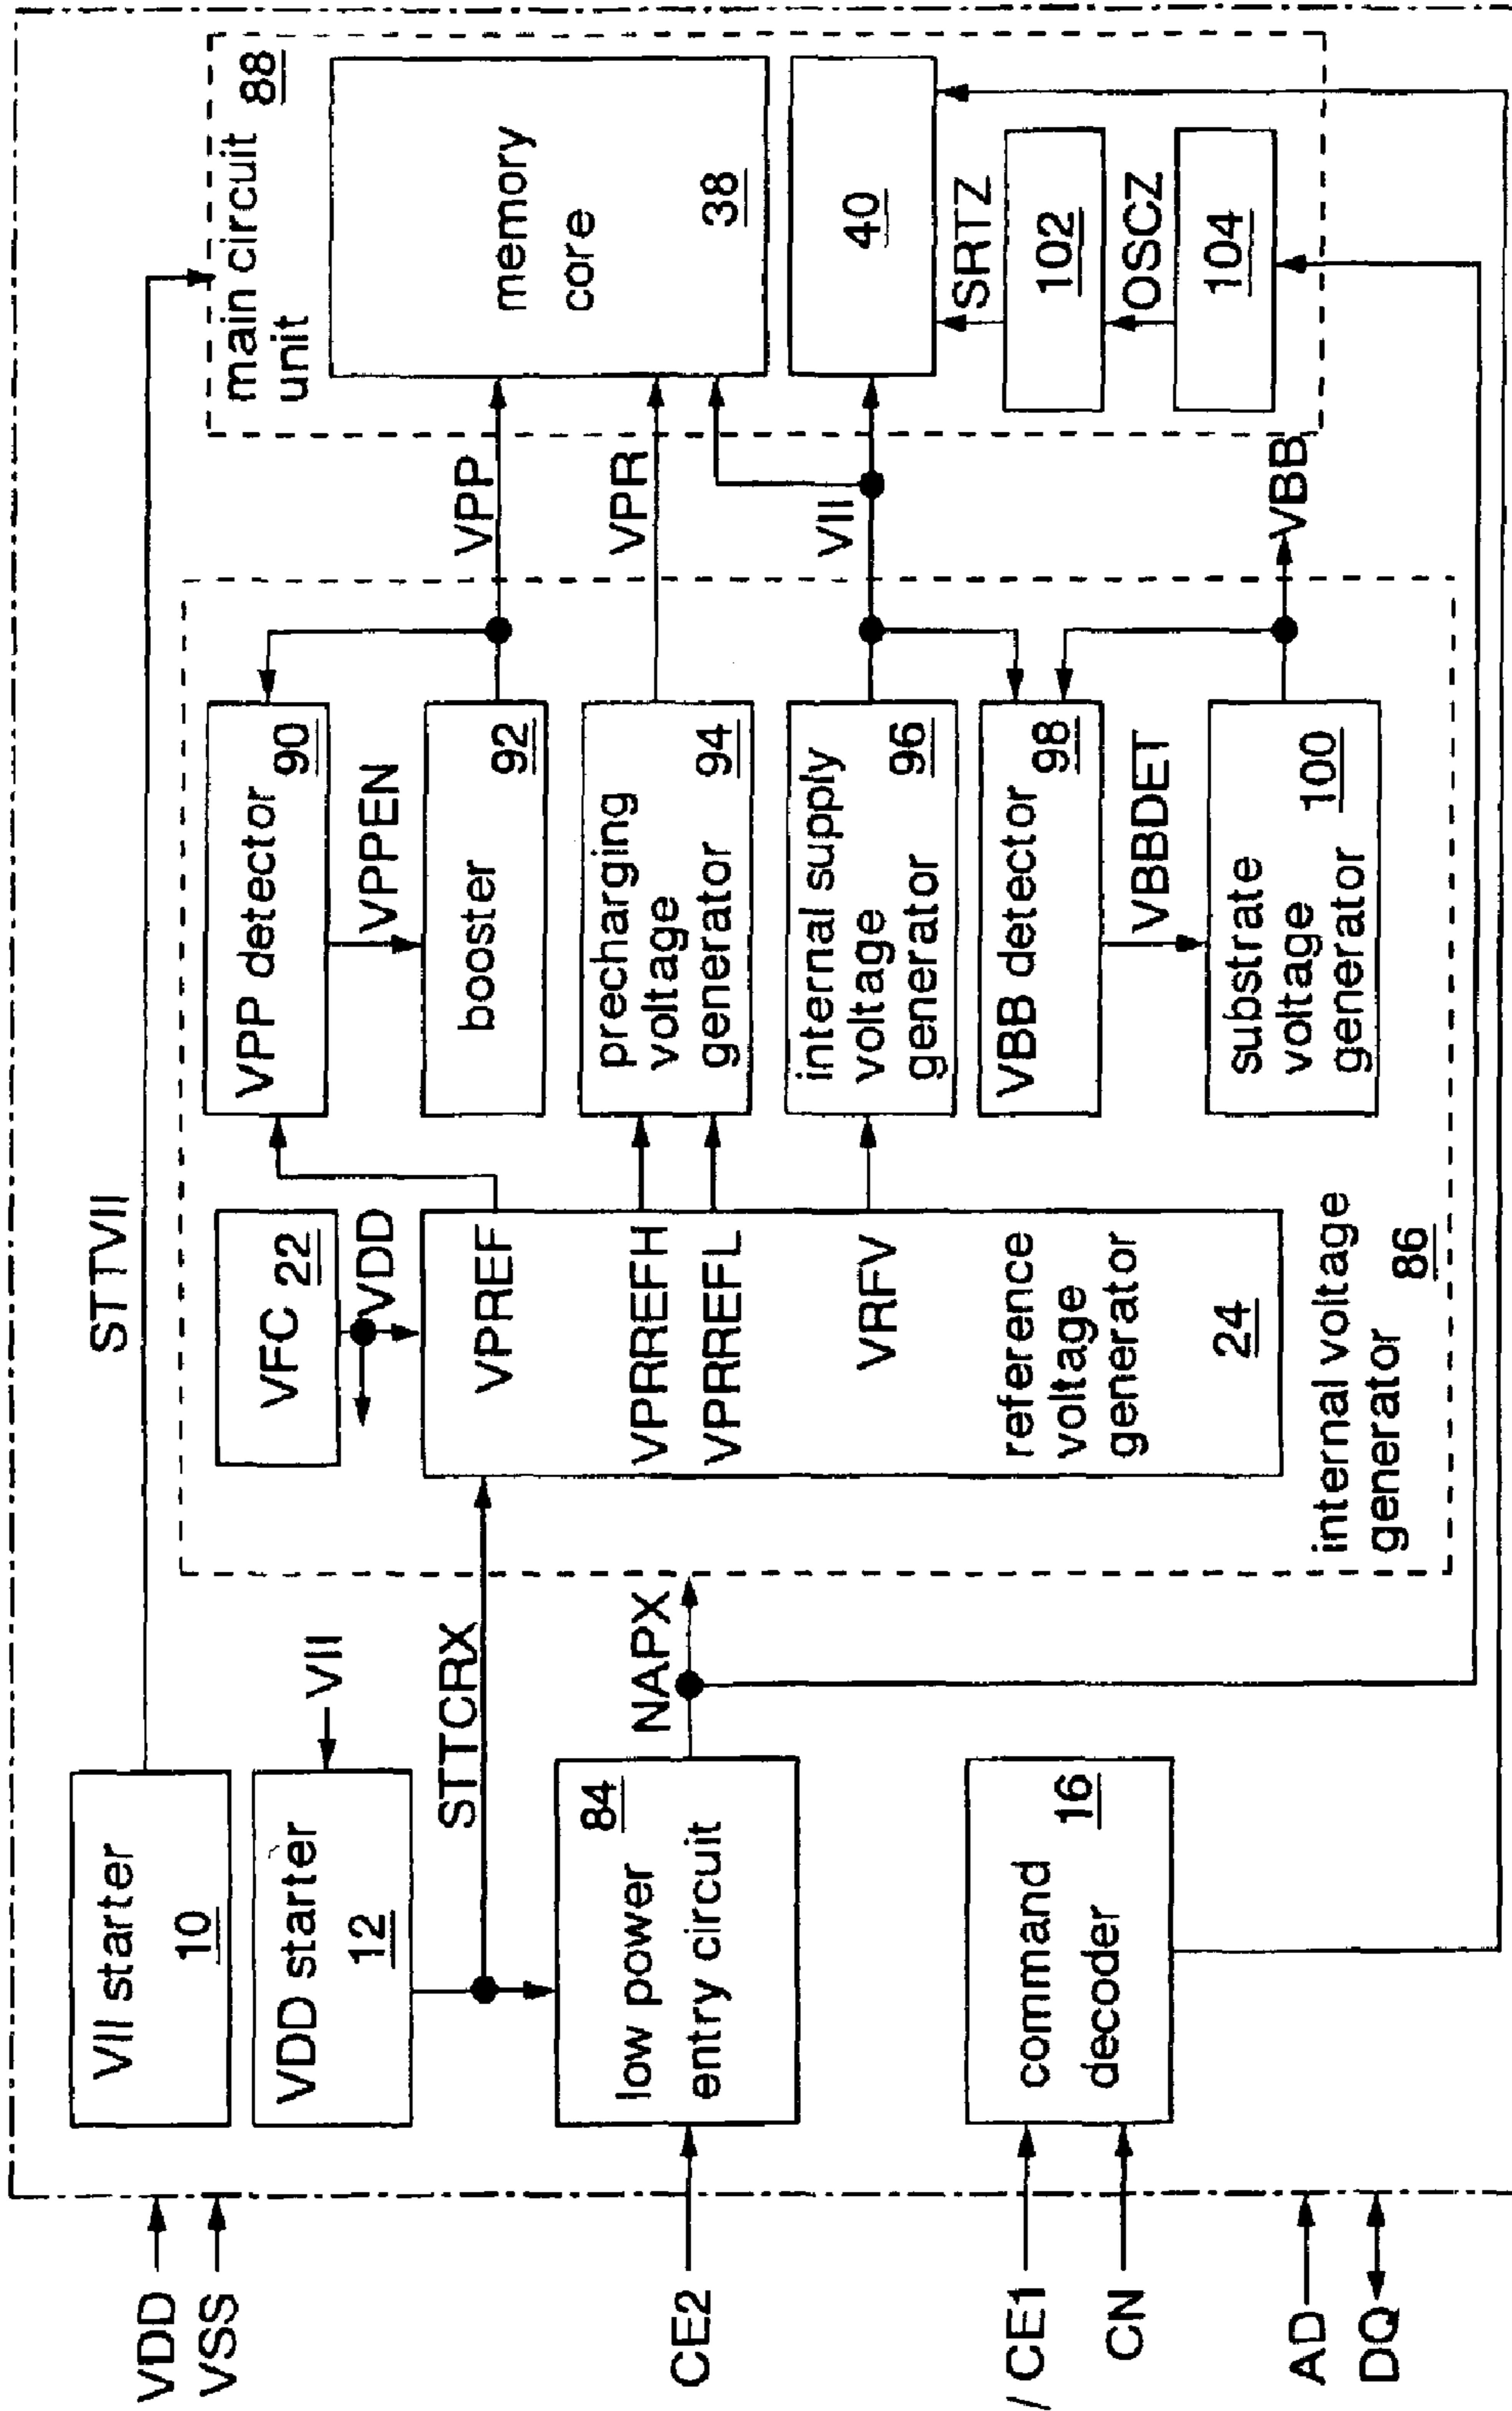 VDD
VSS
CE2
/ CE1
CN
AD
DQ
VII starter
10
VDD starter
12
VII
STTVII
STTCRX
84
low power
entry circuit
NAPX
command
decoder
16
VFC 22
VDD
VPREF
VPRREFH
VPRREFL
VRFV
reference
voltage
generator
24
internal voltage
generator
86
VPP detector
90
VPPEN
booster
92
precharging
voltage
generator
94
internal supply
voltage
generator
96
VBB detector
98
VBBDET
substrate
voltage
generator
100
VPP
VPR
VII
VBB
main circuit
unit
88
memory
core
38
40
SRTZ
102
OSCZ
104